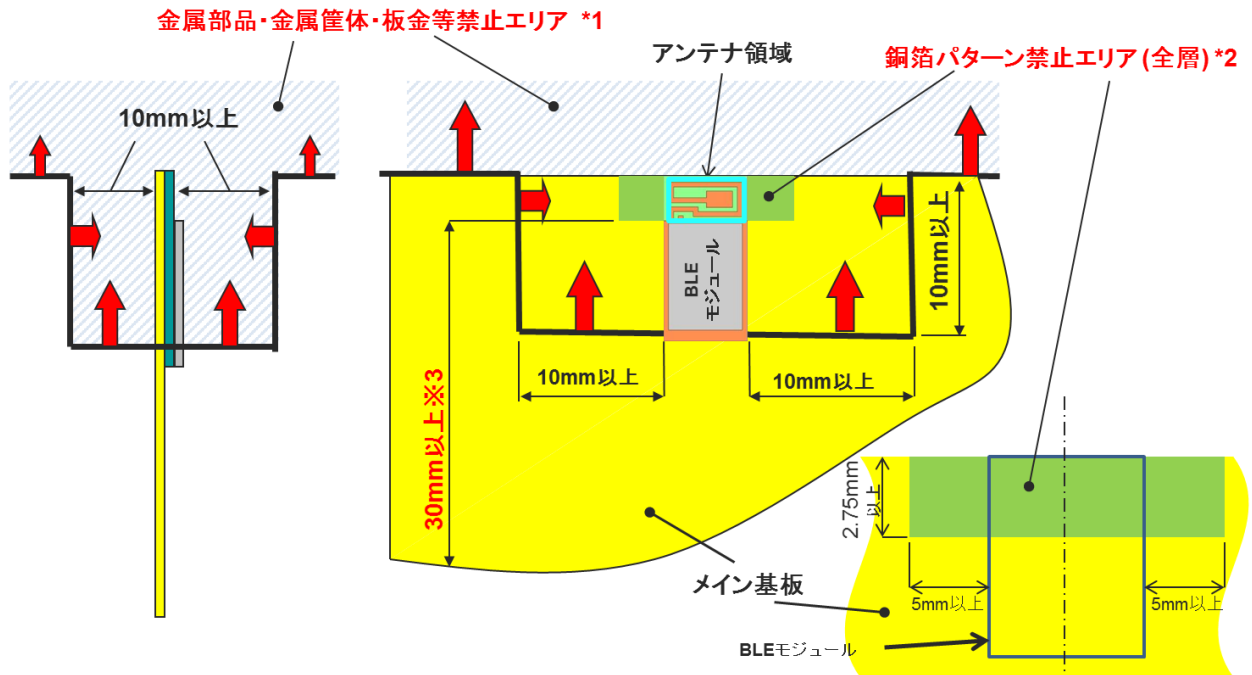 金属部品・金属筐体・板金等禁止エリア *1
アンテナ領域
銅箔パターン禁止エリア(全層)*2
10mm以上
BLE
モジュール
10mm以上
10mm以上
10mm以上
30mm以上※3
メイン基板
2.75mm
以上
5mm以上
5mm以上
BLEモジュール